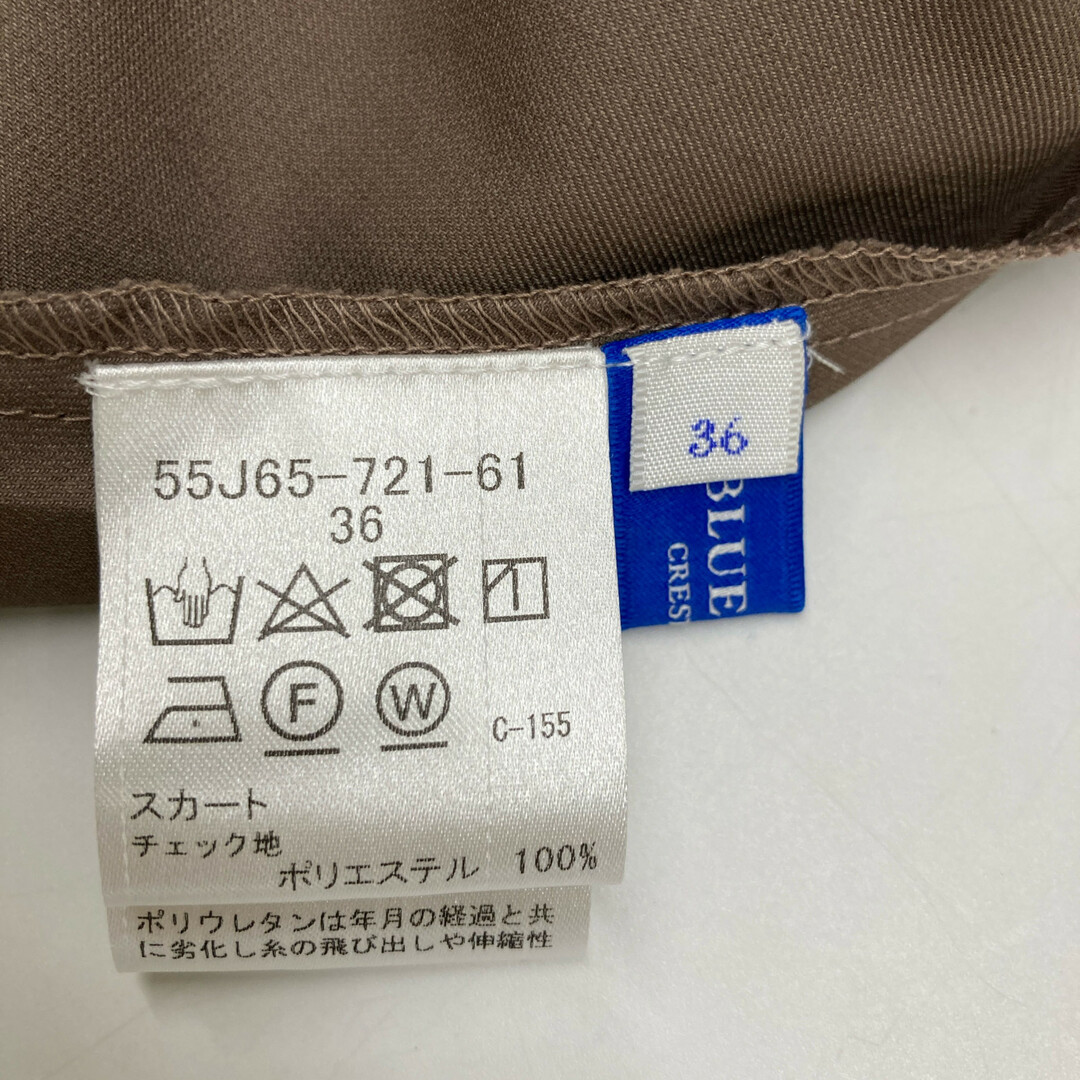 55J65-721-61
36
F W C-155
スカート
チェック地
ポリエステル 100%
ポリウレタンは年月の経過と共
に劣化し糸の飛び出しや伸縮性
36
BLUE
CRES